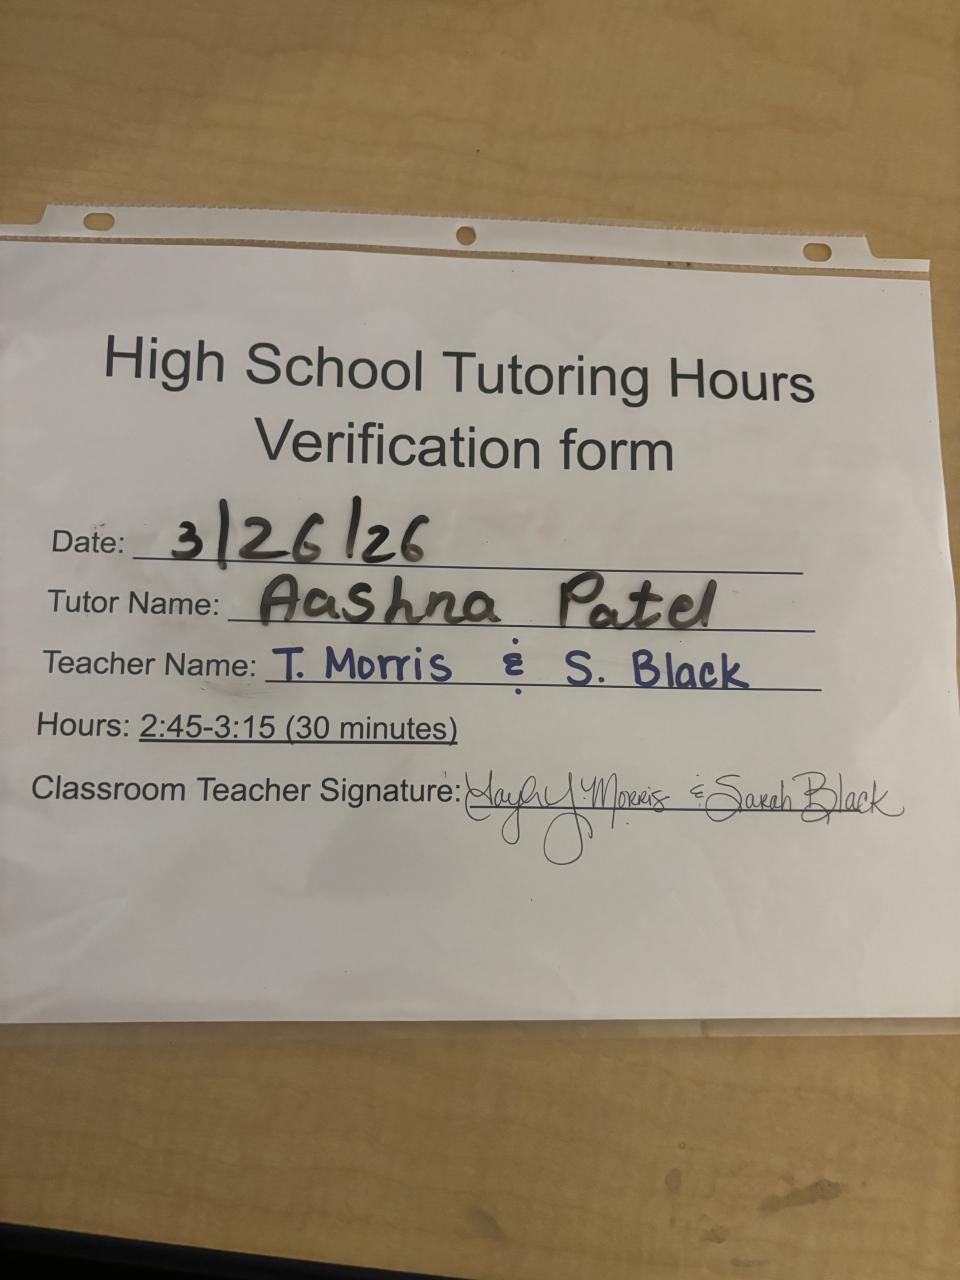 High School Tutoring Hours
Verification form
Date: 3/26/26
Tutor Name: Aashna Patel
Teacher Name: T. Morris & S. Black
Hours: 2:45-3:15 (30 minutes)
Classroom Teacher Signature: Morris & Sarah Black